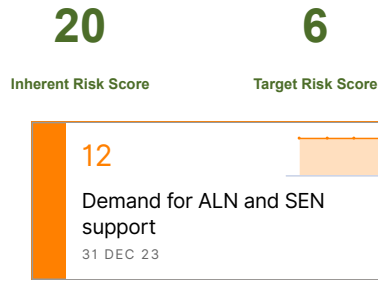 20 6
Inherent Risk Score Target Risk Score
12
Demand for ALN and SEN
support
31 DEC 23